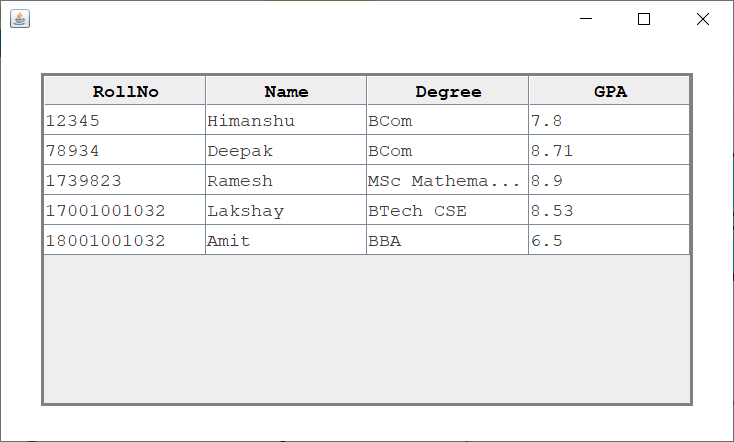 RollNo Name Degree GPA
12345 Himanshu BCom 7.8
78934 Deepak BCom 8.71
1739823 Ramesh MSc Mathema... 8.9
17001001032 Lakshay BTech CSE 8.53
18001001032 Amit BBA 6.5